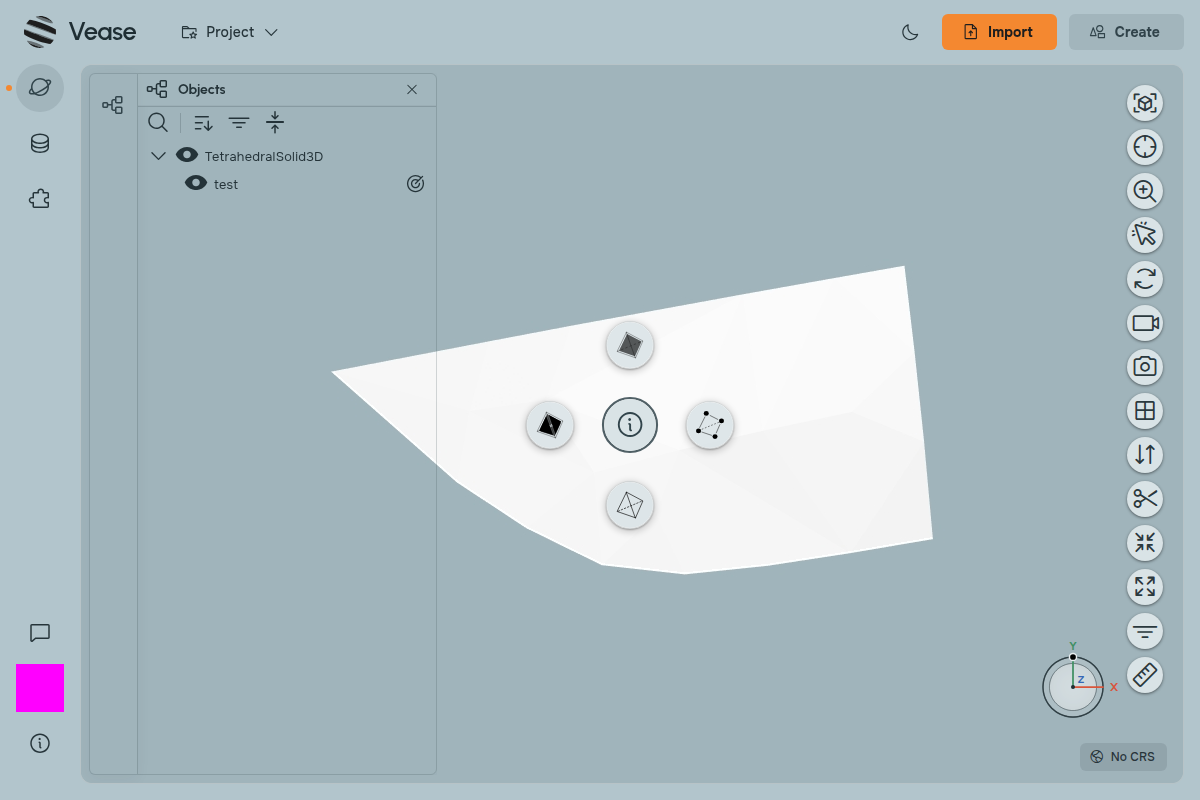 Vease
Project
Import
Create
Objects
TetrahedralSolid3D
test
Y
Z
X
No CRS